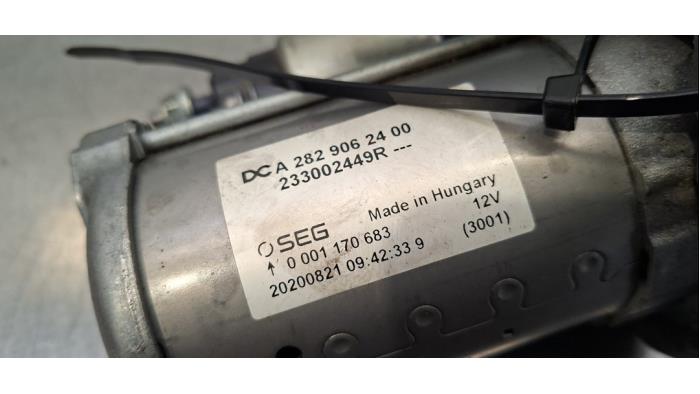 DC A 282 906 24 00
233002449R ---
SEG Made in Hungary
↑ 0 001 170 683 12V
20200821 09:42:33 9 (3001)